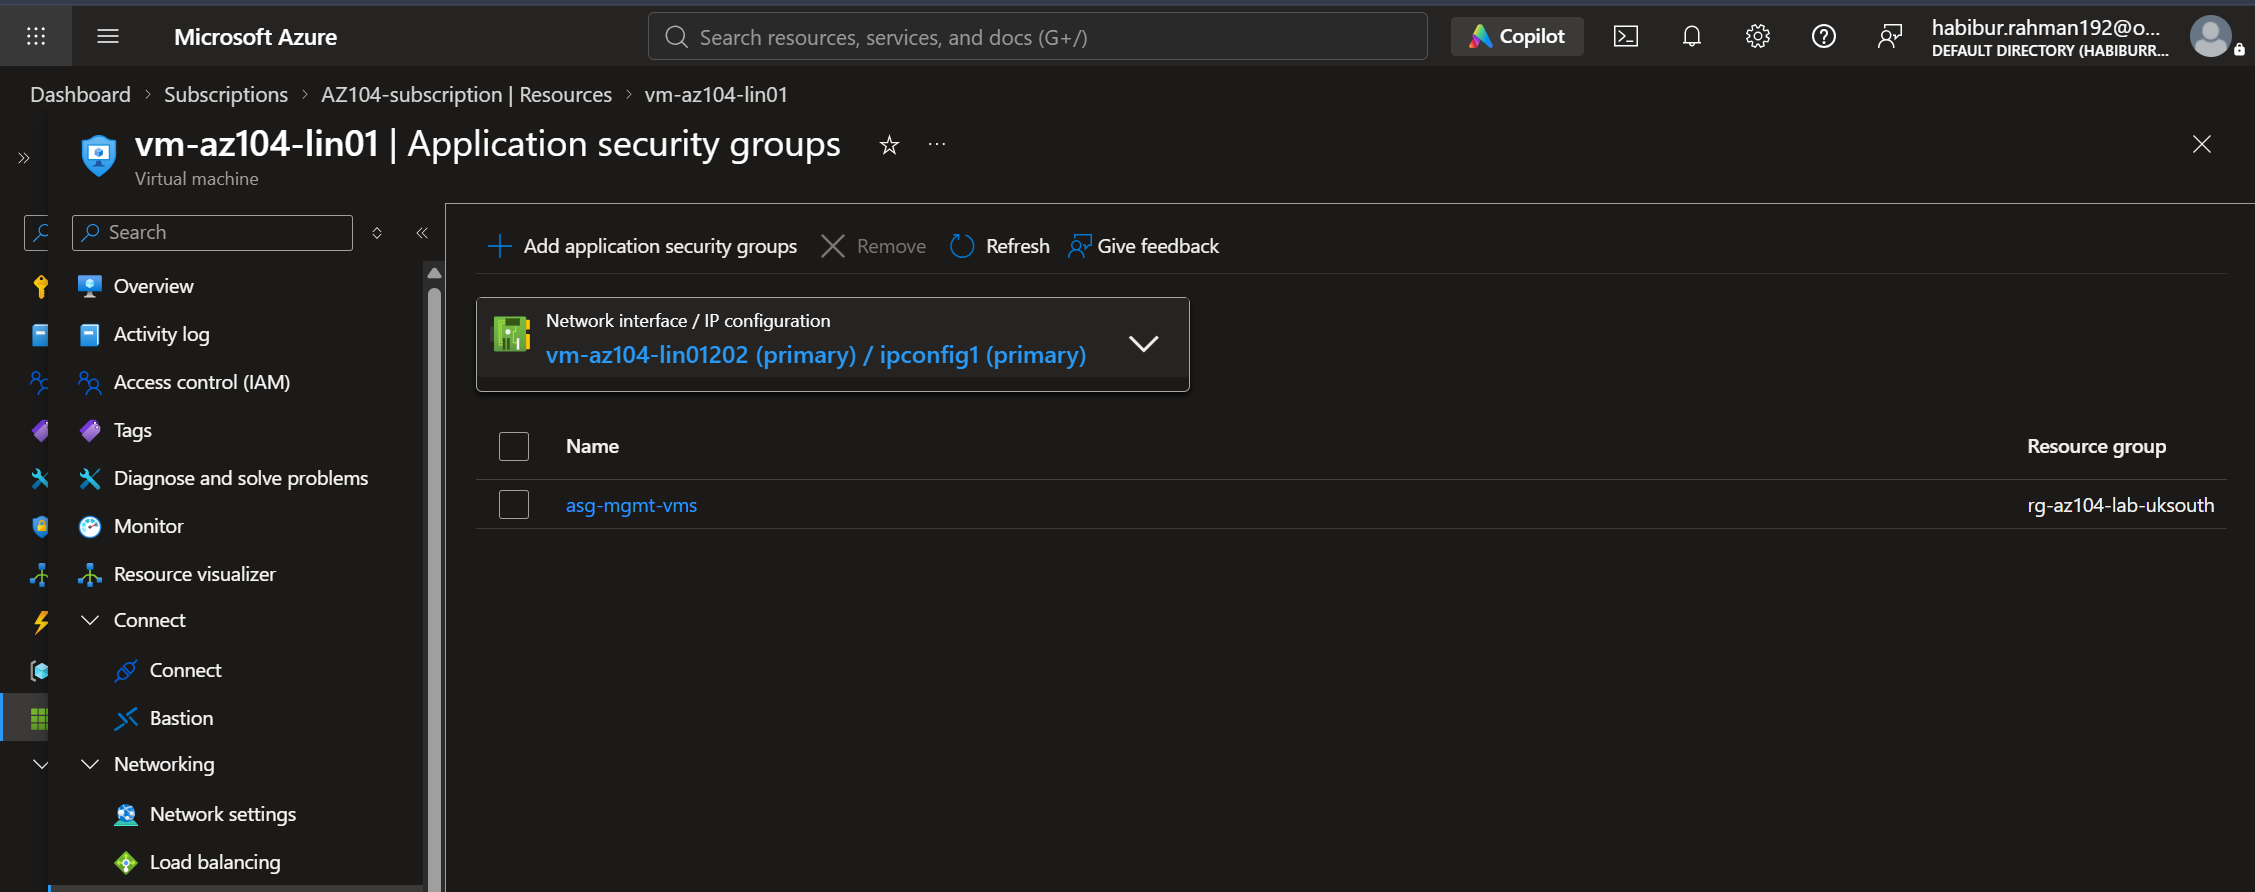 Microsoft Azure
Search resources, services, and docs (G+/)
Copilot
habibur.rahman192@o...
DEFAULT DIRECTORY (HABIBURR...
Dashboard > Subscriptions > AZ104-subscription | Resources > vm-az104-lin01
vm-az104-lin01 | Application security groups
Virtual machine
Search
Add application security groups
Remove
Refresh
Give feedback
Overview
Activity log
Access control (IAM)
Tags
Diagnose and solve problems
Monitor
Resource visualizer
Connect
Connect
Bastion
Networking
Network settings
Load balancing
Network interface / IP configuration
vm-az104-lin01202 (primary) / ipconfig1 (primary)
Name Resource group
asg-mgmt-vms rg-az104-lab-uksouth